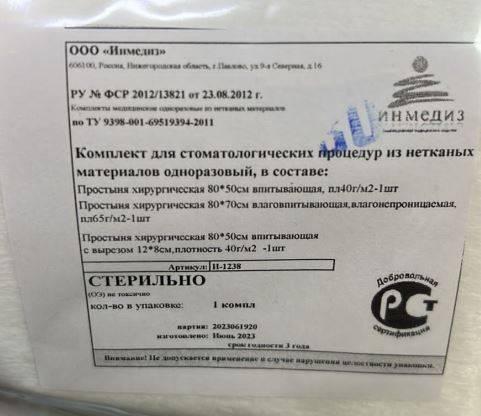 ООО «Инмедиз»
606100, Россия, Нижегородская область, г.Павлово, ул 9-я Северная, д.16
РУ № ФСР 2012/13821 от 23.08.2012 г.
Комплекты медицинские одноразовые из нетканых материалов
по ТУ 9398-001-69519394-2011
ИНМЕДИЗ
Комплект для стоматологических процедур из нетканых
материалов одноразовый, в составе:
Простыня хирургическая 80*50см впитывающая, пл40г/м2-1шт
Простыня хирургическая 80*70см влаговпитывающая,влагонепроницаемая,
пл65г/м2-1шт
Простыня хирургическая 80*50см впитывающая
с вырезом 12*8см,плотность 40г/м2 -1шт
Артикул: И-1238
СТЕРИЛЬНО
(ОЭ) не токсично
кол-во в упаковке: 1 компл
партия: 2023061920
изготовлено: Июнь 2023
срок годности 3 года
Добровольная
РСТ
сертификация
Внимание! Не допускается применение в случае нарушения целостности упаковки.